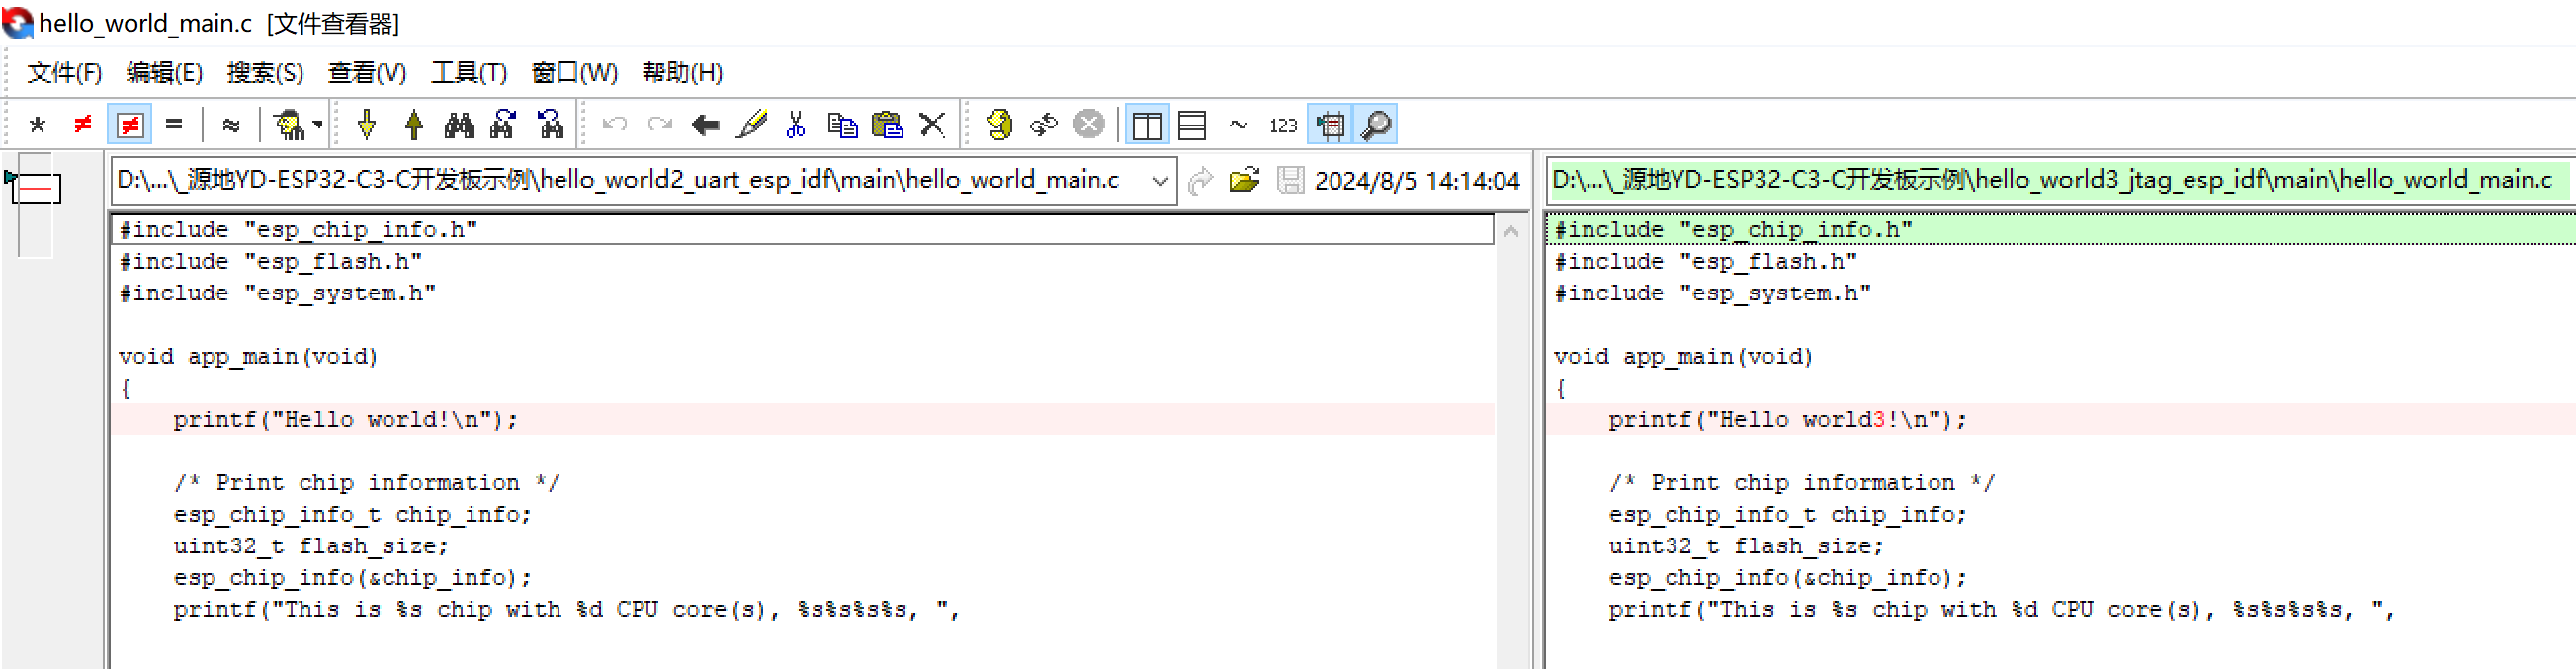 hello_world_main.c [文件查看器]
文件(F) 编辑(E) 搜索(S) 查看(V) 工具(T) 窗口(W) 帮助(H)
123
D:\...\_源地YD-ESP32-C3-C开发板示例\hello_world2_uart_esp_idf\main\hello_world_main.c 2024/8/5 14:14:04
#include "esp_chip_info.h"
#include "esp_flash.h"
#include "esp_system.h"
void app_main(void)
{
printf("Hello world!\n");
/* Print chip information */
esp_chip_info_t chip_info;
uint32_t flash_size;
esp_chip_info(&chip_info);
printf("This is %s chip with %d CPU core(s), %s%s%s%s, ",
D:\...\_源地YD-ESP32-C3-C开发板示例\hello_world3_jtag_esp_idf\main\hello_world_main.c
#include "esp_chip_info.h"
#include "esp_flash.h"
#include "esp_system.h"
void app_main(void)
{
printf("Hello world3!\n");
/* Print chip information */
esp_chip_info_t chip_info;
uint32_t flash_size;
esp_chip_info(&chip_info);
printf("This is %s chip with %d CPU core(s), %s%s%s%s, ",